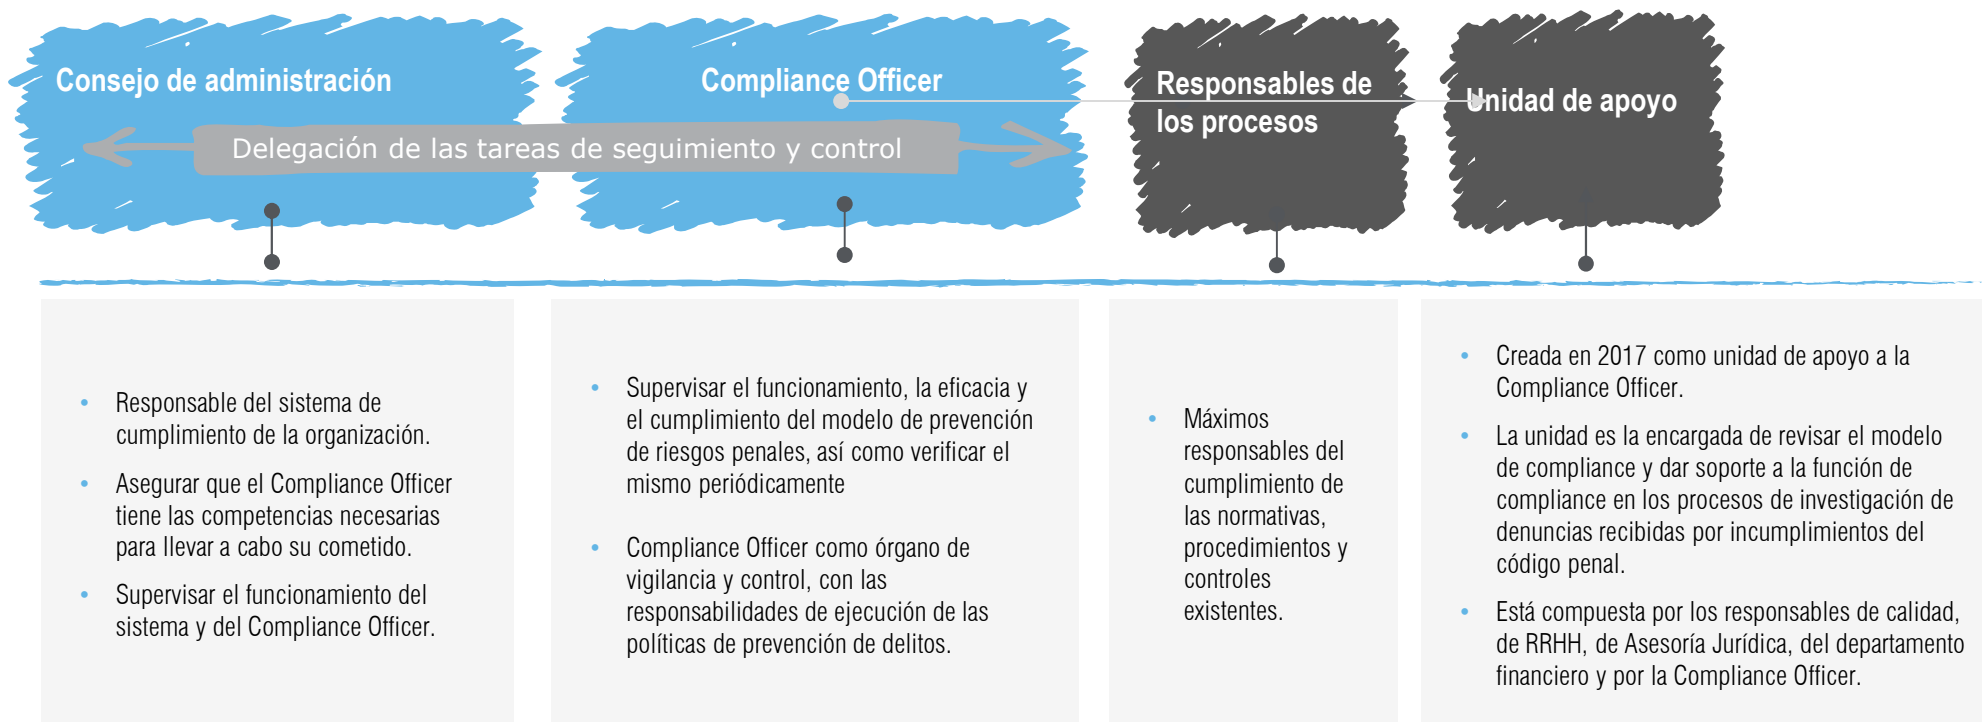 Consejo de administración
Compliance Officer
Responsables de
los procesos
Unidad de apoyo
Delegación de las tareas de seguimiento y control
• Responsable del sistema de
cumplimiento de la organización.
• Asegurar que el Compliance Officer
tiene las competencias necesarias
para llevar a cabo su cometido.
• Supervisar el funcionamiento del
sistema y del Compliance Officer.
• Supervisar el funcionamiento, la eficacia y
el cumplimiento del modelo de prevención
de riesgos penales, así como verificar el
mismo periódicamente
• Compliance Officer como órgano de
vigilancia y control, con las
responsabilidades de ejecución de las
políticas de prevención de delitos.
• Máximos
responsables del
cumplimiento de
las normativas,
procedimientos y
controles
existentes.
• Creada en 2017 como unidad de apoyo a la
Compliance Officer.
• La unidad es la encargada de revisar el modelo
de compliance y dar soporte a la función de
compliance en los procesos de investigación de
denuncias recibidas por incumplimientos del
código penal.
• Está compuesta por los responsables de calidad,
de RRHH, de Asesoría Jurídica, del departamento
financiero y por la Compliance Officer.